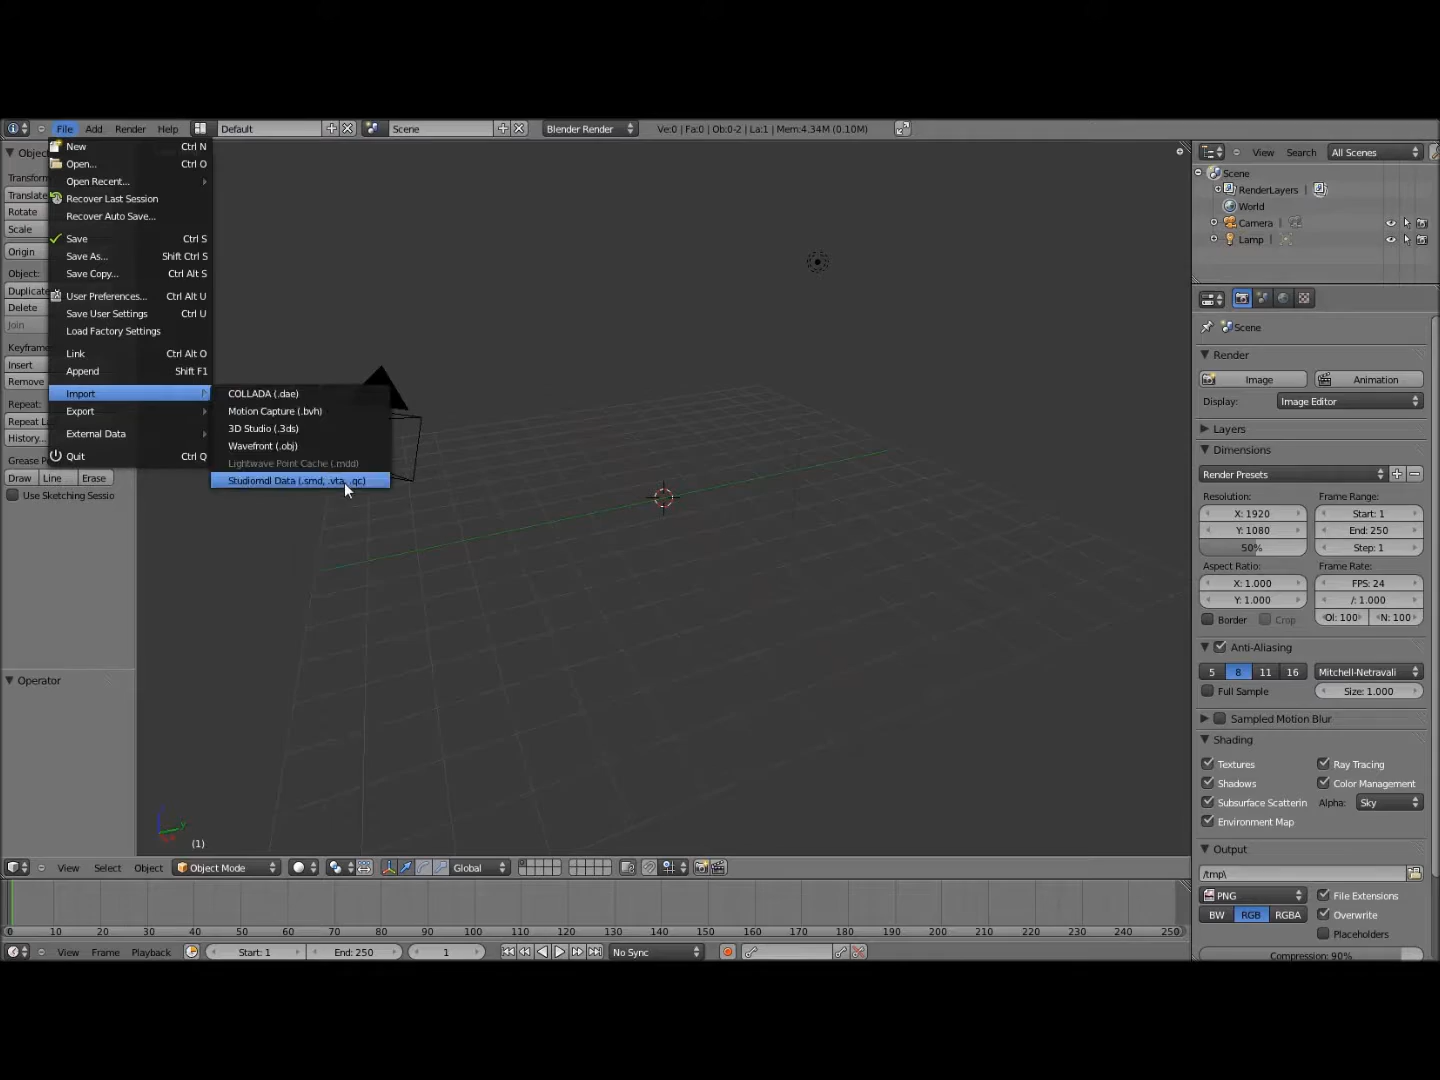 File Add Render Help Default Scene Blender Render Ve:0 | Fa:0 | Ob:0-2 | La:1 | Mem:4.34M (0.10M)
New Ctrl N
Open... Ctrl O
Open Recent...
Recover Last Session
Recover Auto Save...
Save Ctrl S
Save As... Shift Ctrl S
Save Copy... Ctrl Alt S
User Preferences... Ctrl Alt U
Save User Settings Ctrl U
Load Factory Settings
Link Ctrl Alt O
Append Shift F1
Import
Export
External Data
Quit Ctrl Q
COLLADA (.dae)
Motion Capture (.bvh)
3D Studio (.3ds)
Wavefront (.obj)
Lightwave Point Cache (.mdd)
Studiomdl Data (.smd, .vta, .qc)
Objec
Transform
Translate
Rotate
Scale
Origin
Object:
Duplicate
Delete
Join
Keyframe
Insert
Remove
Repeat:
Repeat La
History...
Grease P
Draw Line Erase
Use Sketching Sessio
Operator
(1)
View Select Object Object Mode Global
0 10 20 30 40 50 60 70 80 90 100 110 120 130 140 150 160 170 180 190 200 210 220 230 240 250
View Frame Playback Start: 1 End: 250 1 No Sync
View Search All Scenes
Scene
RenderLayers
World
Camera
Lamp
Scene
Render
Image Animation
Display: Image Editor
Layers
Dimensions
Render Presets
Resolution: Frame Range:
X: 1920 Start: 1
Y: 1080 End: 250
50% Step: 1
Aspect Ratio: Frame Rate:
X: 1.000 FPS: 24
Y: 1.000 /: 1.000
Border Crop Ol: 100 N: 100
Anti-Aliasing
5 8 11 16 Mitchell-Netravali
Full Sample Size: 1.000
Sampled Motion Blur
Shading
Textures Ray Tracing
Shadows Color Management
Subsurface Scatterin Alpha: Sky
Environment Map
Output
/tmp\
PNG File Extensions
BW RGB RGBA Overwrite
Placeholders
Compression: 90%